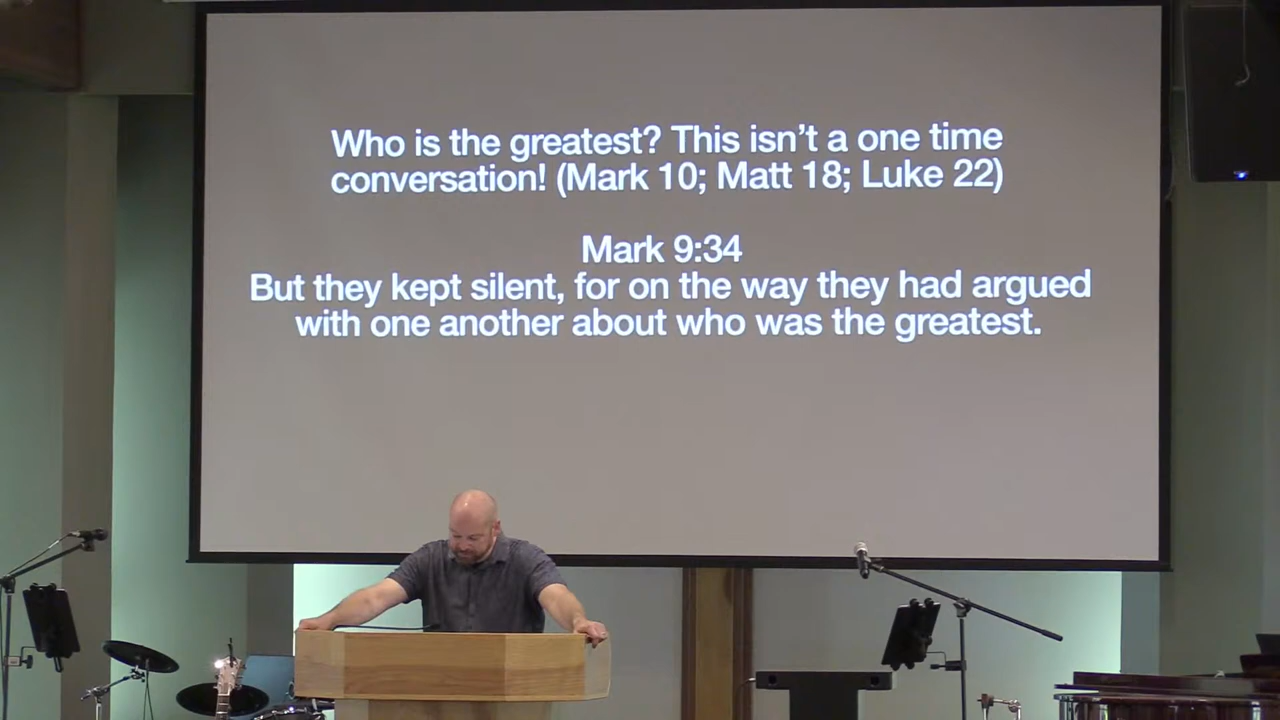 Who is the greatest? This isn’t a one time
conversation! (Mark 10; Matt 18; Luke 22)
Mark 9:34
But they kept silent, for on the way they had argued
with one another about who was the greatest.